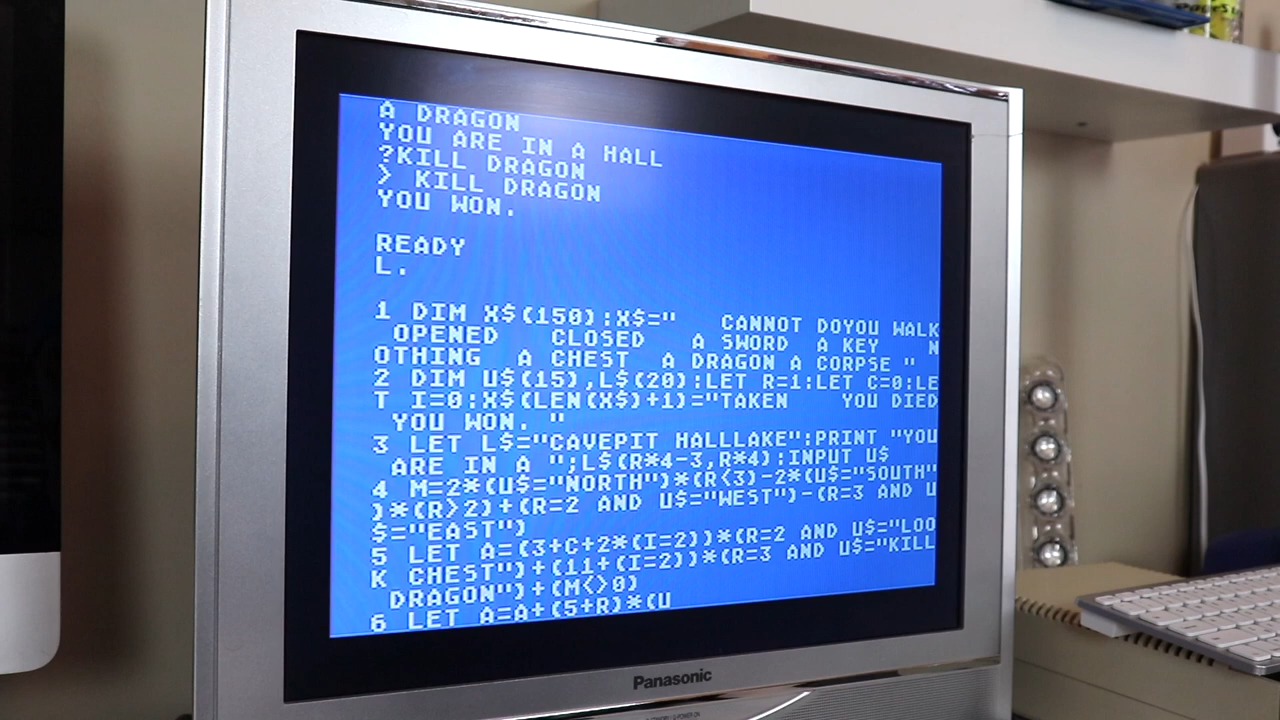 A DRAGON
YOU ARE IN A HALL
?KILL DRAGON
> KILL DRAGON
YOU WON.
READY
L.
1 DIM X$(150):X$="   CANNOT DOYOU WALK
 OPENED   CLOSED   A SWORD  A KEY   N
OTHING  A CHEST  A DRAGON A CORPSE "
2 DIM U$(15),L$(20):LET R=1:LET C=0:LE
T I=0:X$(LEN(X$)+1)="TAKEN   YOU DIED
 YOU WON. "
3 LET L$="CAVEPIT HALLLAKE":PRINT "YOU
 ARE IN A ";L$(R*4-3,R*4):INPUT U$
4 M=2*(U$="NORTH")*(R<3)-2*(U$="SOUTH"
)*(R>2)+(R=2 AND U$="WEST")-(R=3 AND U
$="EAST")
5 LET A=(3+C+2*(I=2))*(R=2 AND U$="LOO
K CHEST")+(11+(I=2))*(R=3 AND U$="KILL
 DRAGON")+(M<>0)
6 LET A=A+(5+R)*(U
Panasonic